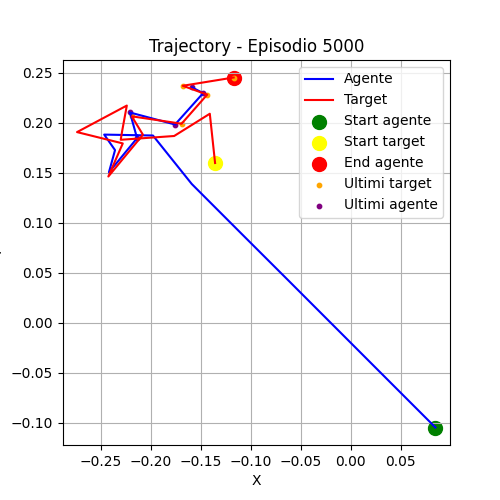 Trajectory - Episodio 5000
Agente
Target
Start agente
Start target
End agente
Ultimi target
Ultimi agente
0.25
0.20
0.15
0.10
0.05
0.00
−0.05
−0.10
−0.25 −0.20 −0.15 −0.10 −0.05 0.00 0.05
X